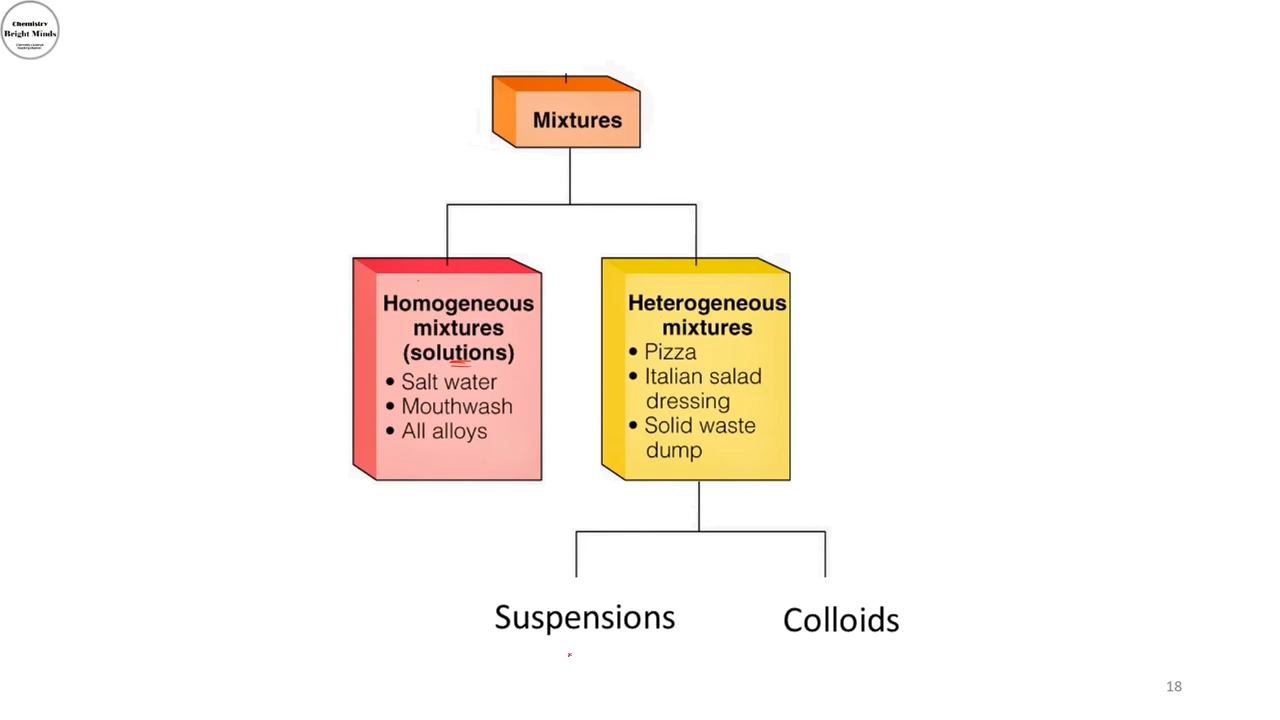 Chemistry
Bright Minds
Mixtures
Homogeneous
mixtures
(solutions)
• Salt water
• Mouthwash
• All alloys
Heterogeneous
mixtures
• Pizza
• Italian salad
dressing
• Solid waste
dump
Suspensions
Colloids
18